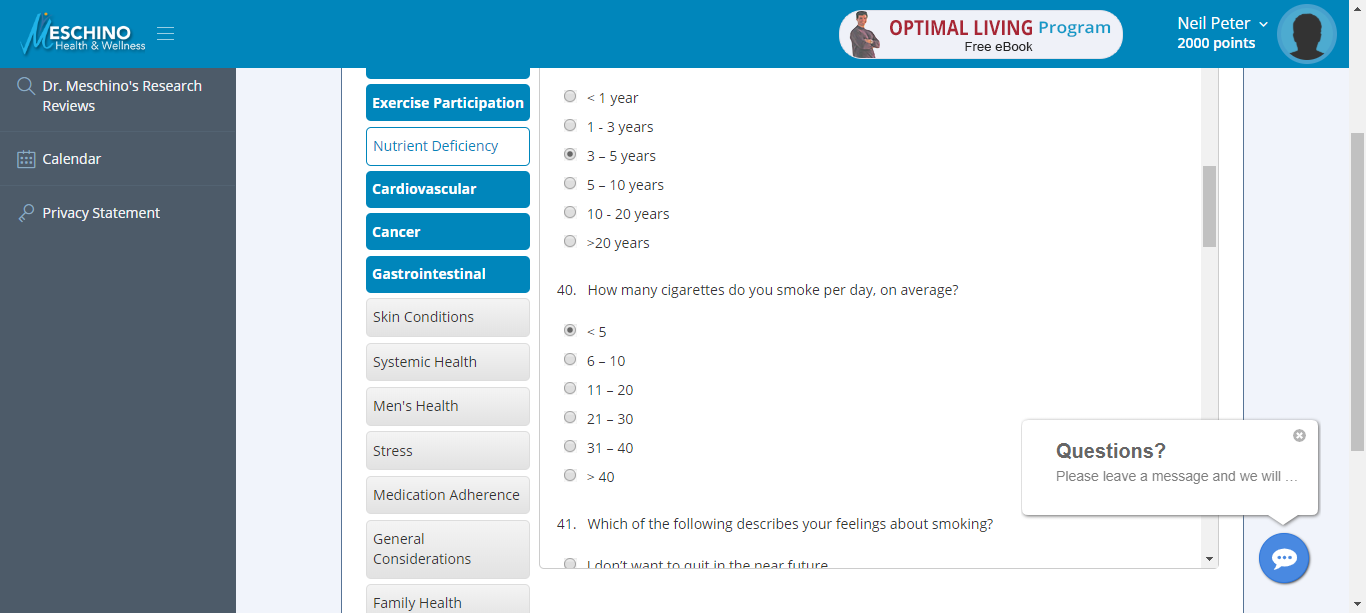 MESCHINO
Health & Wellness
OPTIMAL LIVING Program
Free eBook
Neil Peter
2000 points
Dr. Meschino's Research
Reviews
Calendar
Privacy Statement
Exercise Participation
Nutrient Deficiency
Cardiovascular
Cancer
Gastrointestinal
Skin Conditions
Systemic Health
Men's Health
Stress
Medication Adherence
General
Considerations
Family Health
< 1 year
1 - 3 years
3 – 5 years
5 – 10 years
10 - 20 years
>20 years
40. How many cigarettes do you smoke per day, on average?
< 5
6 – 10
11 – 20
21 – 30
31 – 40
> 40
41. Which of the following describes your feelings about smoking?
I don't want to quit in the near future
Questions?
Please leave a message and we will ...